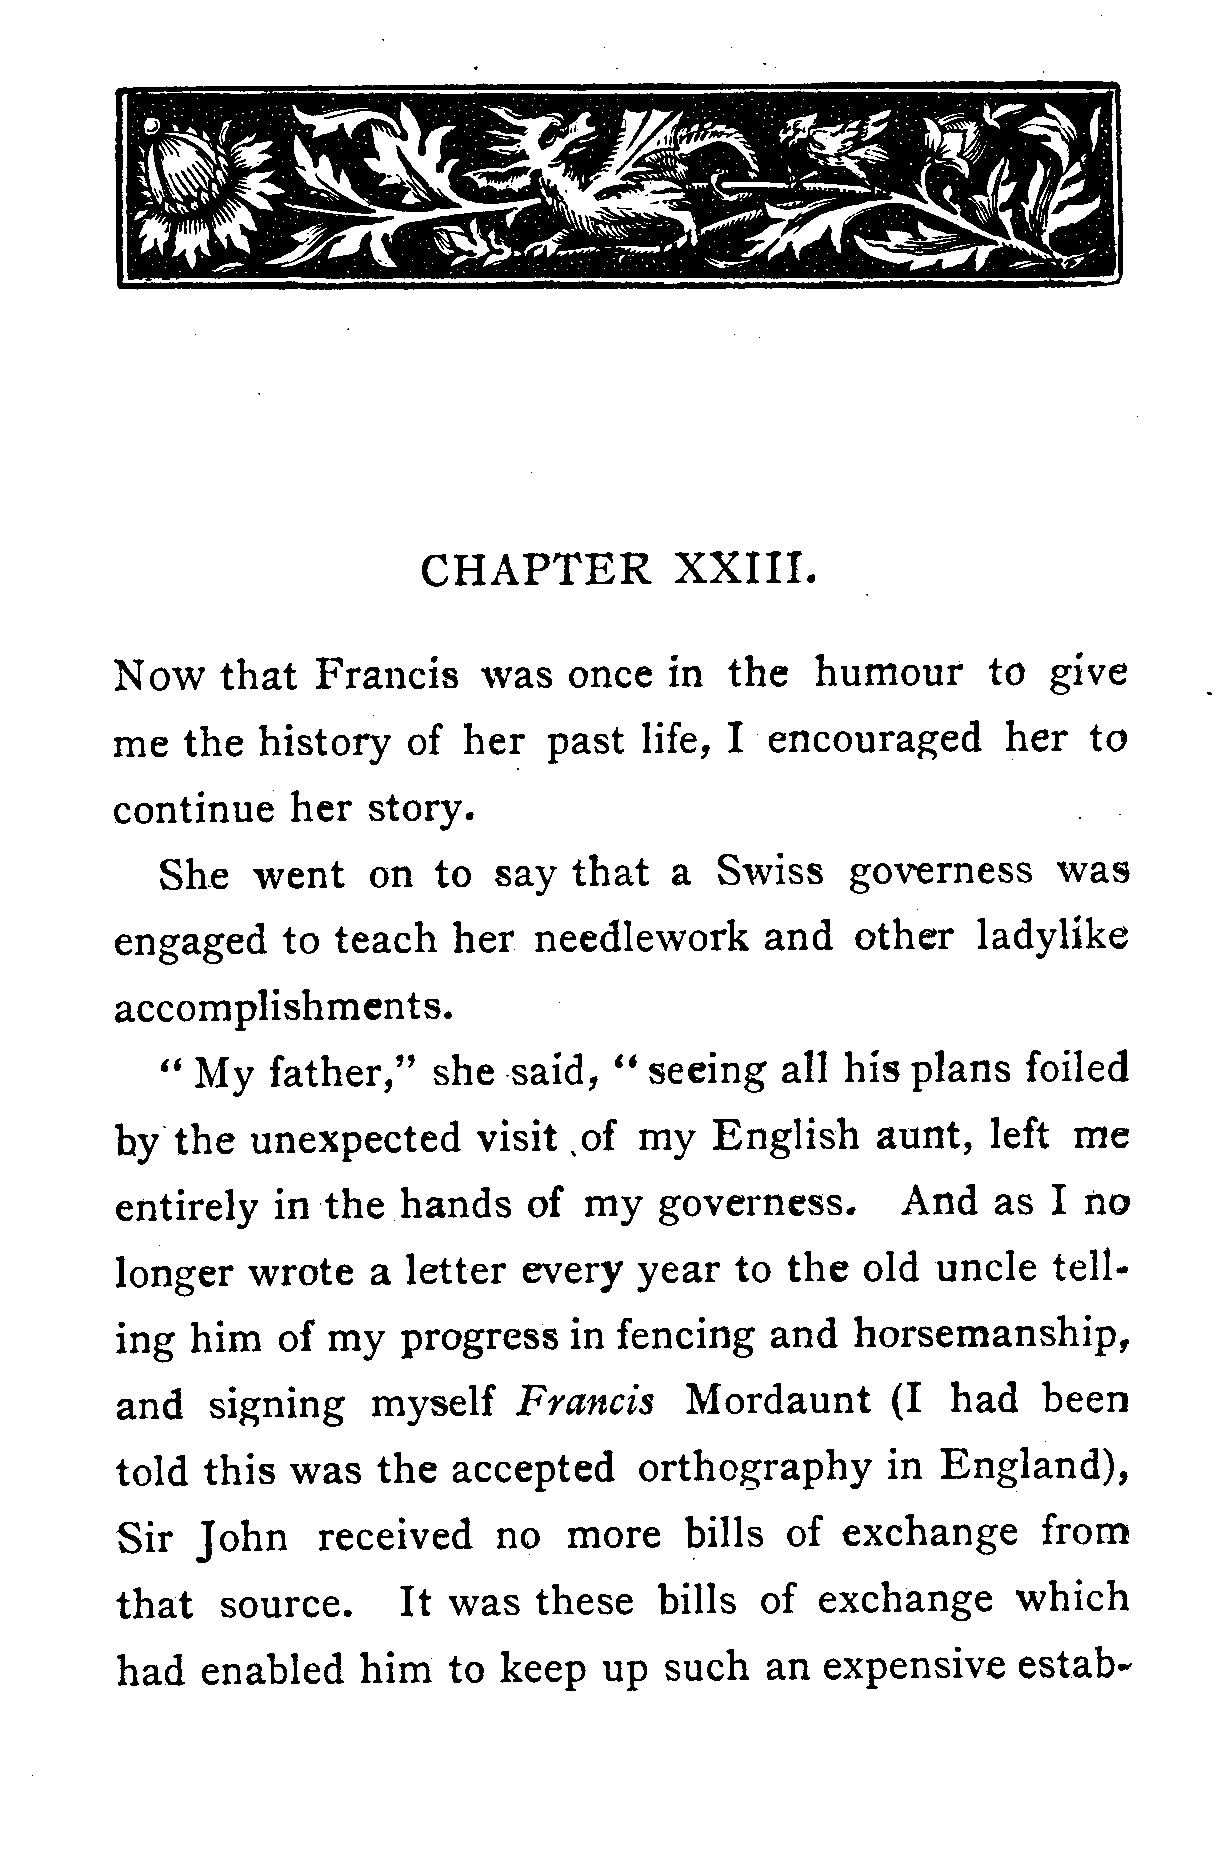 CHAPTER XXIII.
Now that Francis was once in the humour to give
me the history of her past life, I encouraged her to
continue her story.
She went on to say that a Swiss governess was
engaged to teach her needlework and other ladylike
accomplishments.
“ My father,” she said, “ seeing all his plans foiled
by the unexpected visit of my English aunt, left me
entirely in the hands of my governess. And as I no
longer wrote a letter every year to the old uncle tell-
ing him of my progress in fencing and horsemanship,
and signing myself Francis Mordaunt (I had been
told this was the accepted orthography in England),
Sir John received no more bills of exchange from
that source. It was these bills of exchange which
had enabled him to keep up such an expensive estab-